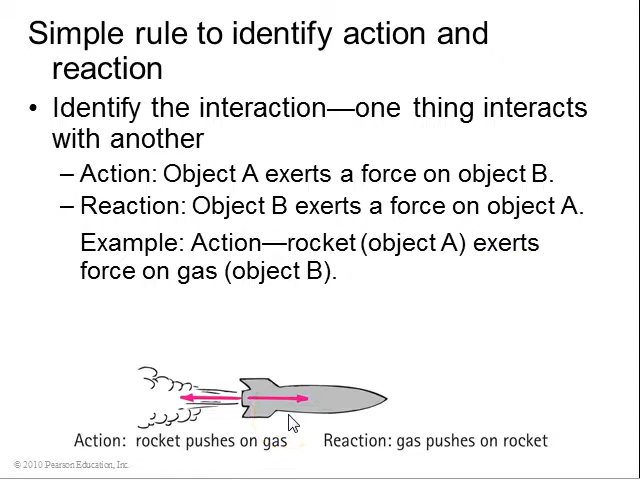 Simple rule to identify action and
reaction
• Identify the interaction—one thing interacts
with another
– Action: Object A exerts a force on object B.
– Reaction: Object B exerts a force on object A.
Example: Action—rocket (object A) exerts
force on gas (object B).
Action: rocket pushes on gas Reaction: gas pushes on rocket
© 2010 Pearson Education, Inc.